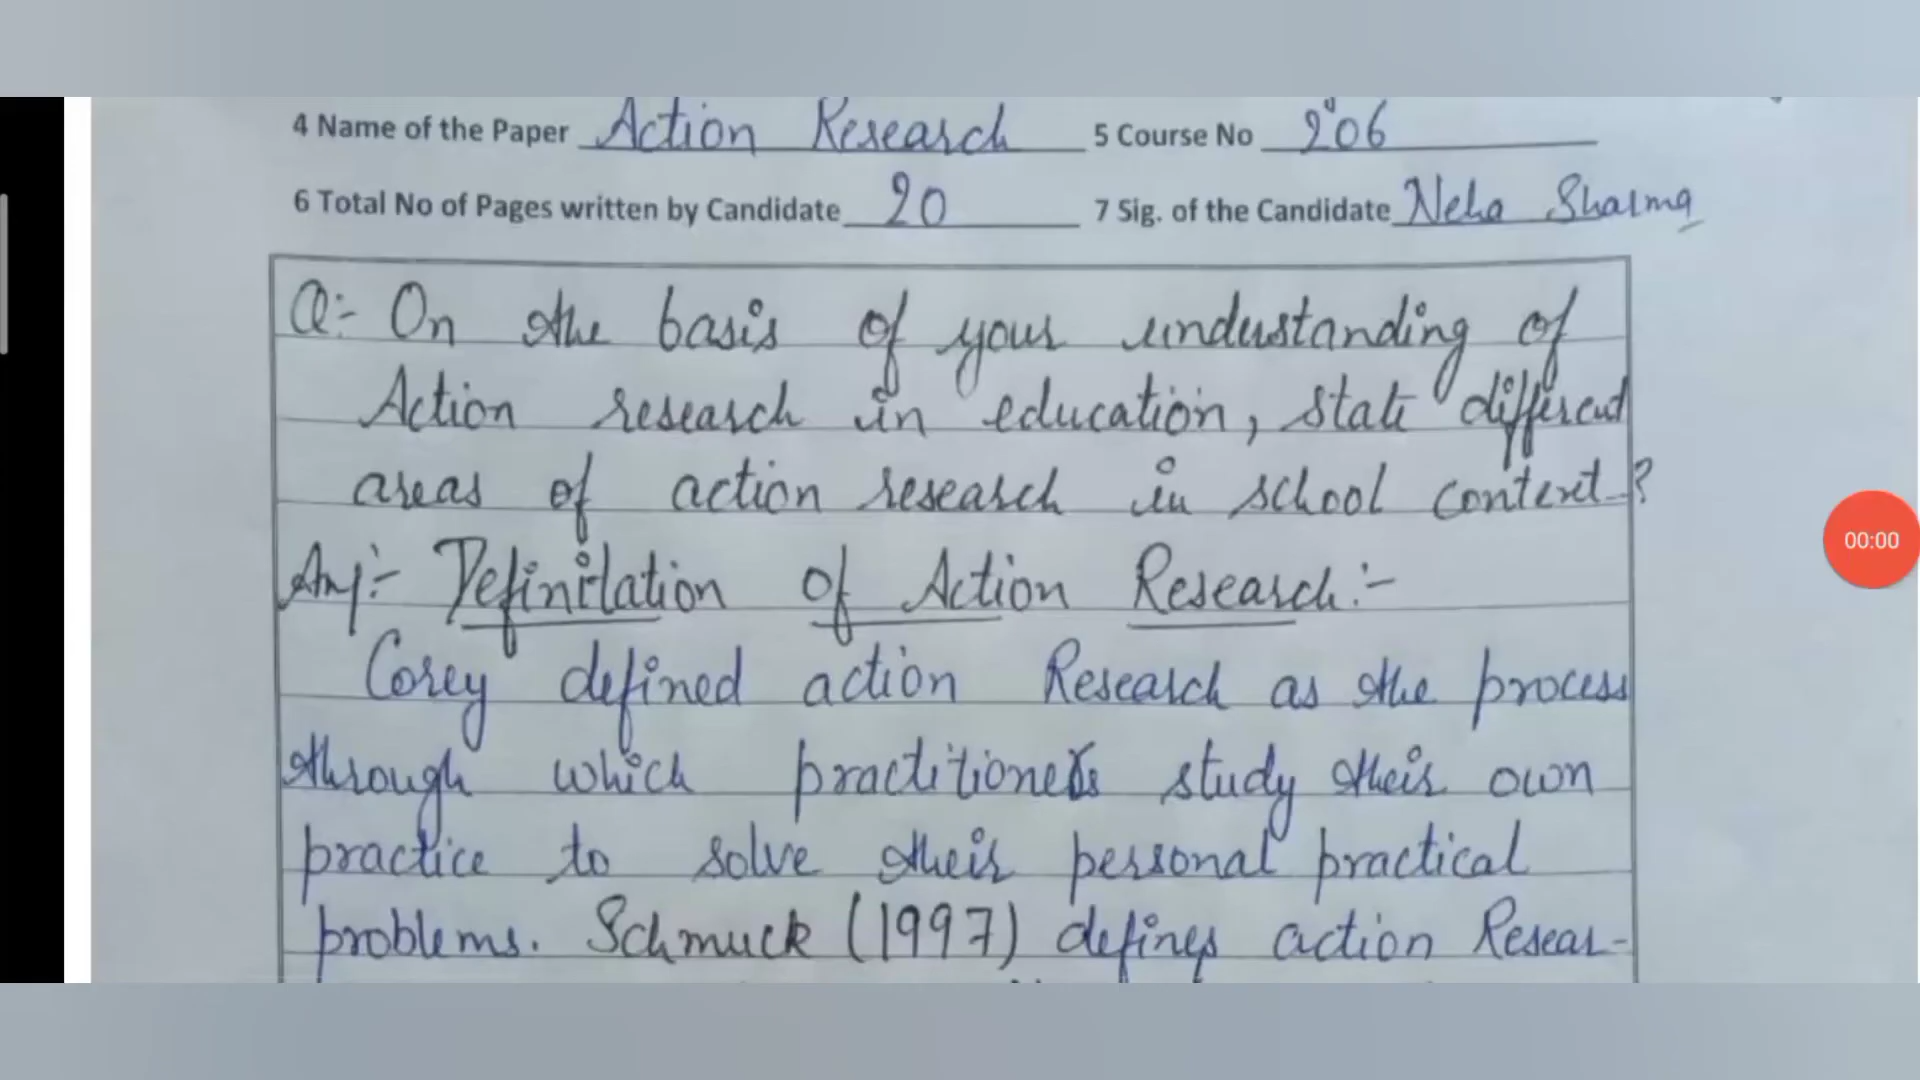 4 Name of the Paper Action Research 5 Course No 206
6 Total No of Pages written by Candidate 20 7 Sig. of the Candidate Neha Sharma
Q:- On the basis of your understanding of
Action research in education, state different
areas of action research in school context?
Ans:- Definitation of Action Research:-
Corey defined action Research as the process
through which practitioners study their own
practice to solve their personal practical
problems. Schmuck (1997) defines action Resear-
00:00